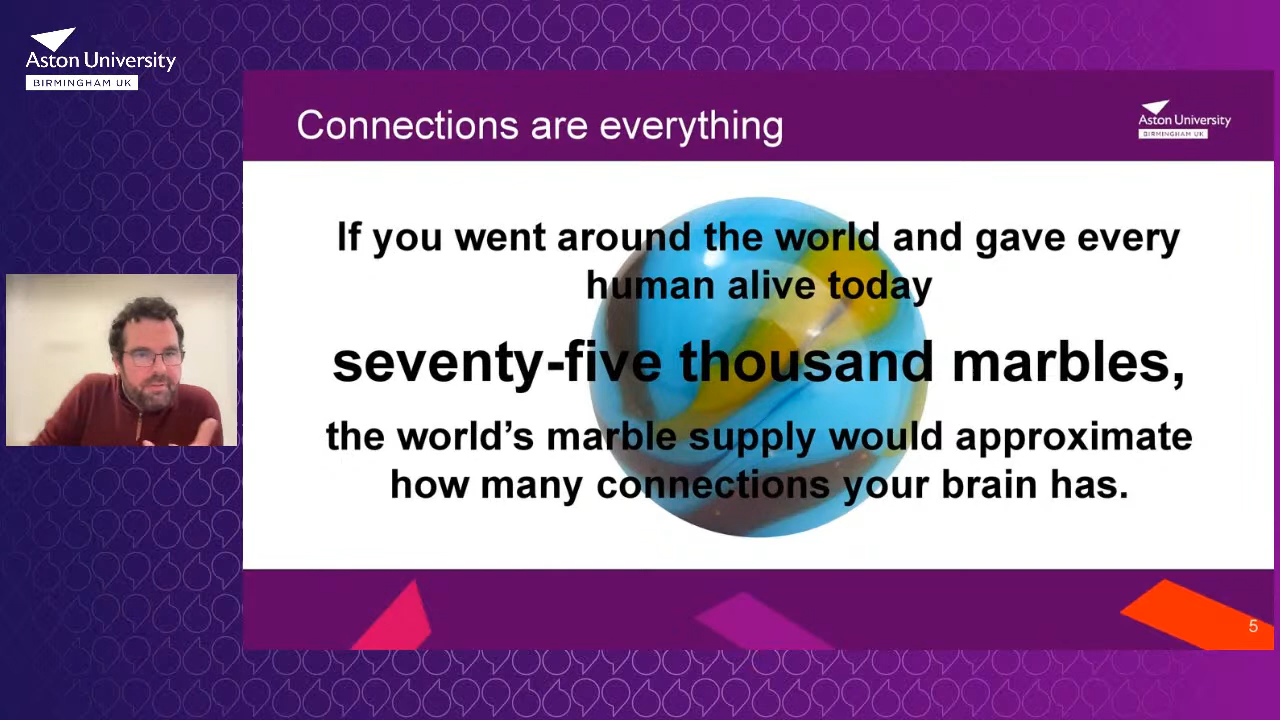 Aston University
BIRMINGHAM UK
Connections are everything
Aston University
BIRMINGHAM UK
If you went around the world and gave every
human alive today
seventy-five thousand marbles,
the world’s marble supply would approximate
how many connections your brain has.
5